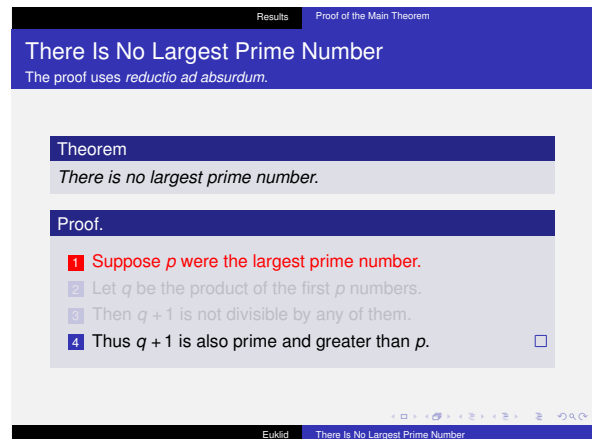 Results Proof of the Main Theorem
There Is No Largest Prime Number
The proof uses reductio ad absurdum.
Theorem
There is no largest prime number.
Proof.
1 Suppose p were the largest prime number.
2 Let q be the product of the first p numbers.
3 Then q + 1 is not divisible by any of them.
4 Thus q + 1 is also prime and greater than p. □
Euklid There Is No Largest Prime Number